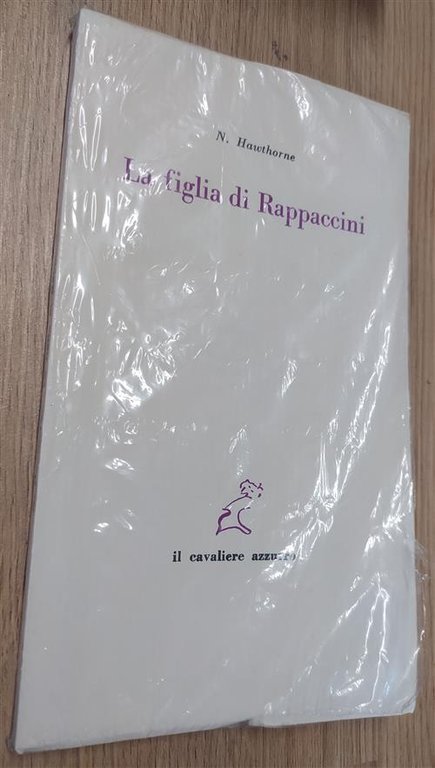 N. Hawthorne
La figlia di Rappaccini
il cavaliere azzurro